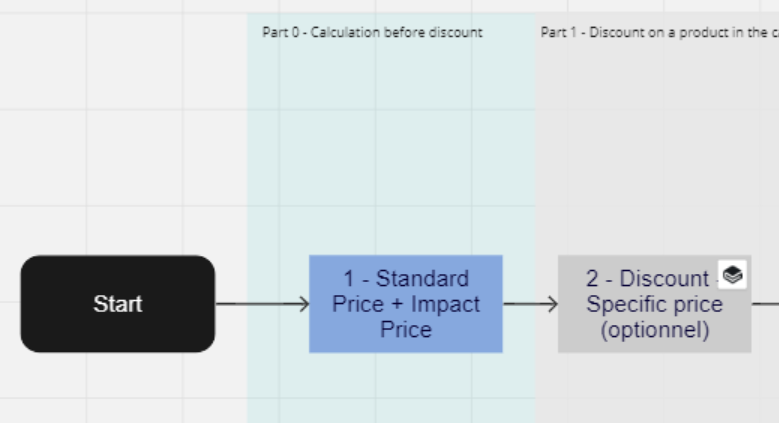 Part 0 - Calculation before discount
Part 1 - Discount on a product in the
Start
1 - Standard
Price + Impact
Price
2 - Discount -
Specific price
(optionnel)